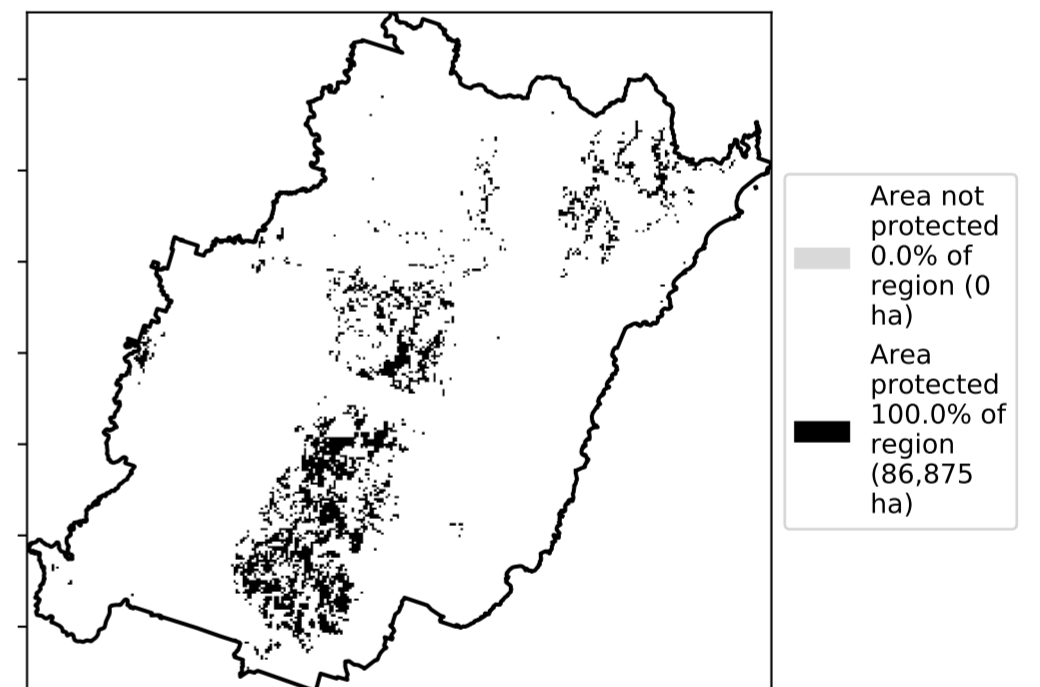 Area not
protected
0.0% of
region (0
ha)
Area
protected
100.0% of
region
(86,875
ha)